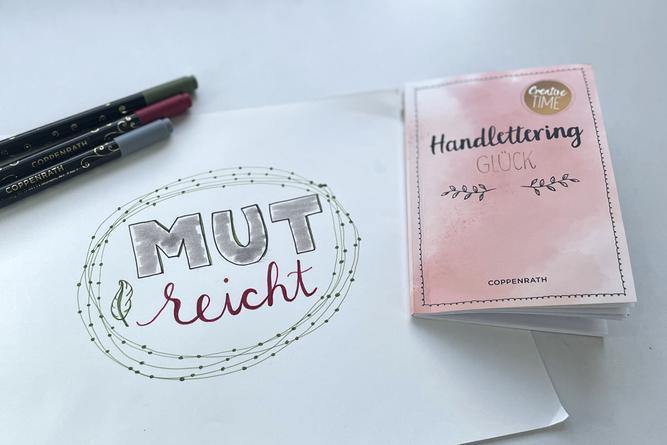 COPPENRATH
COPPENRATH
MUT
reicht
Creative
TIME
Handlettering
GLÜCK
COPPENRATH